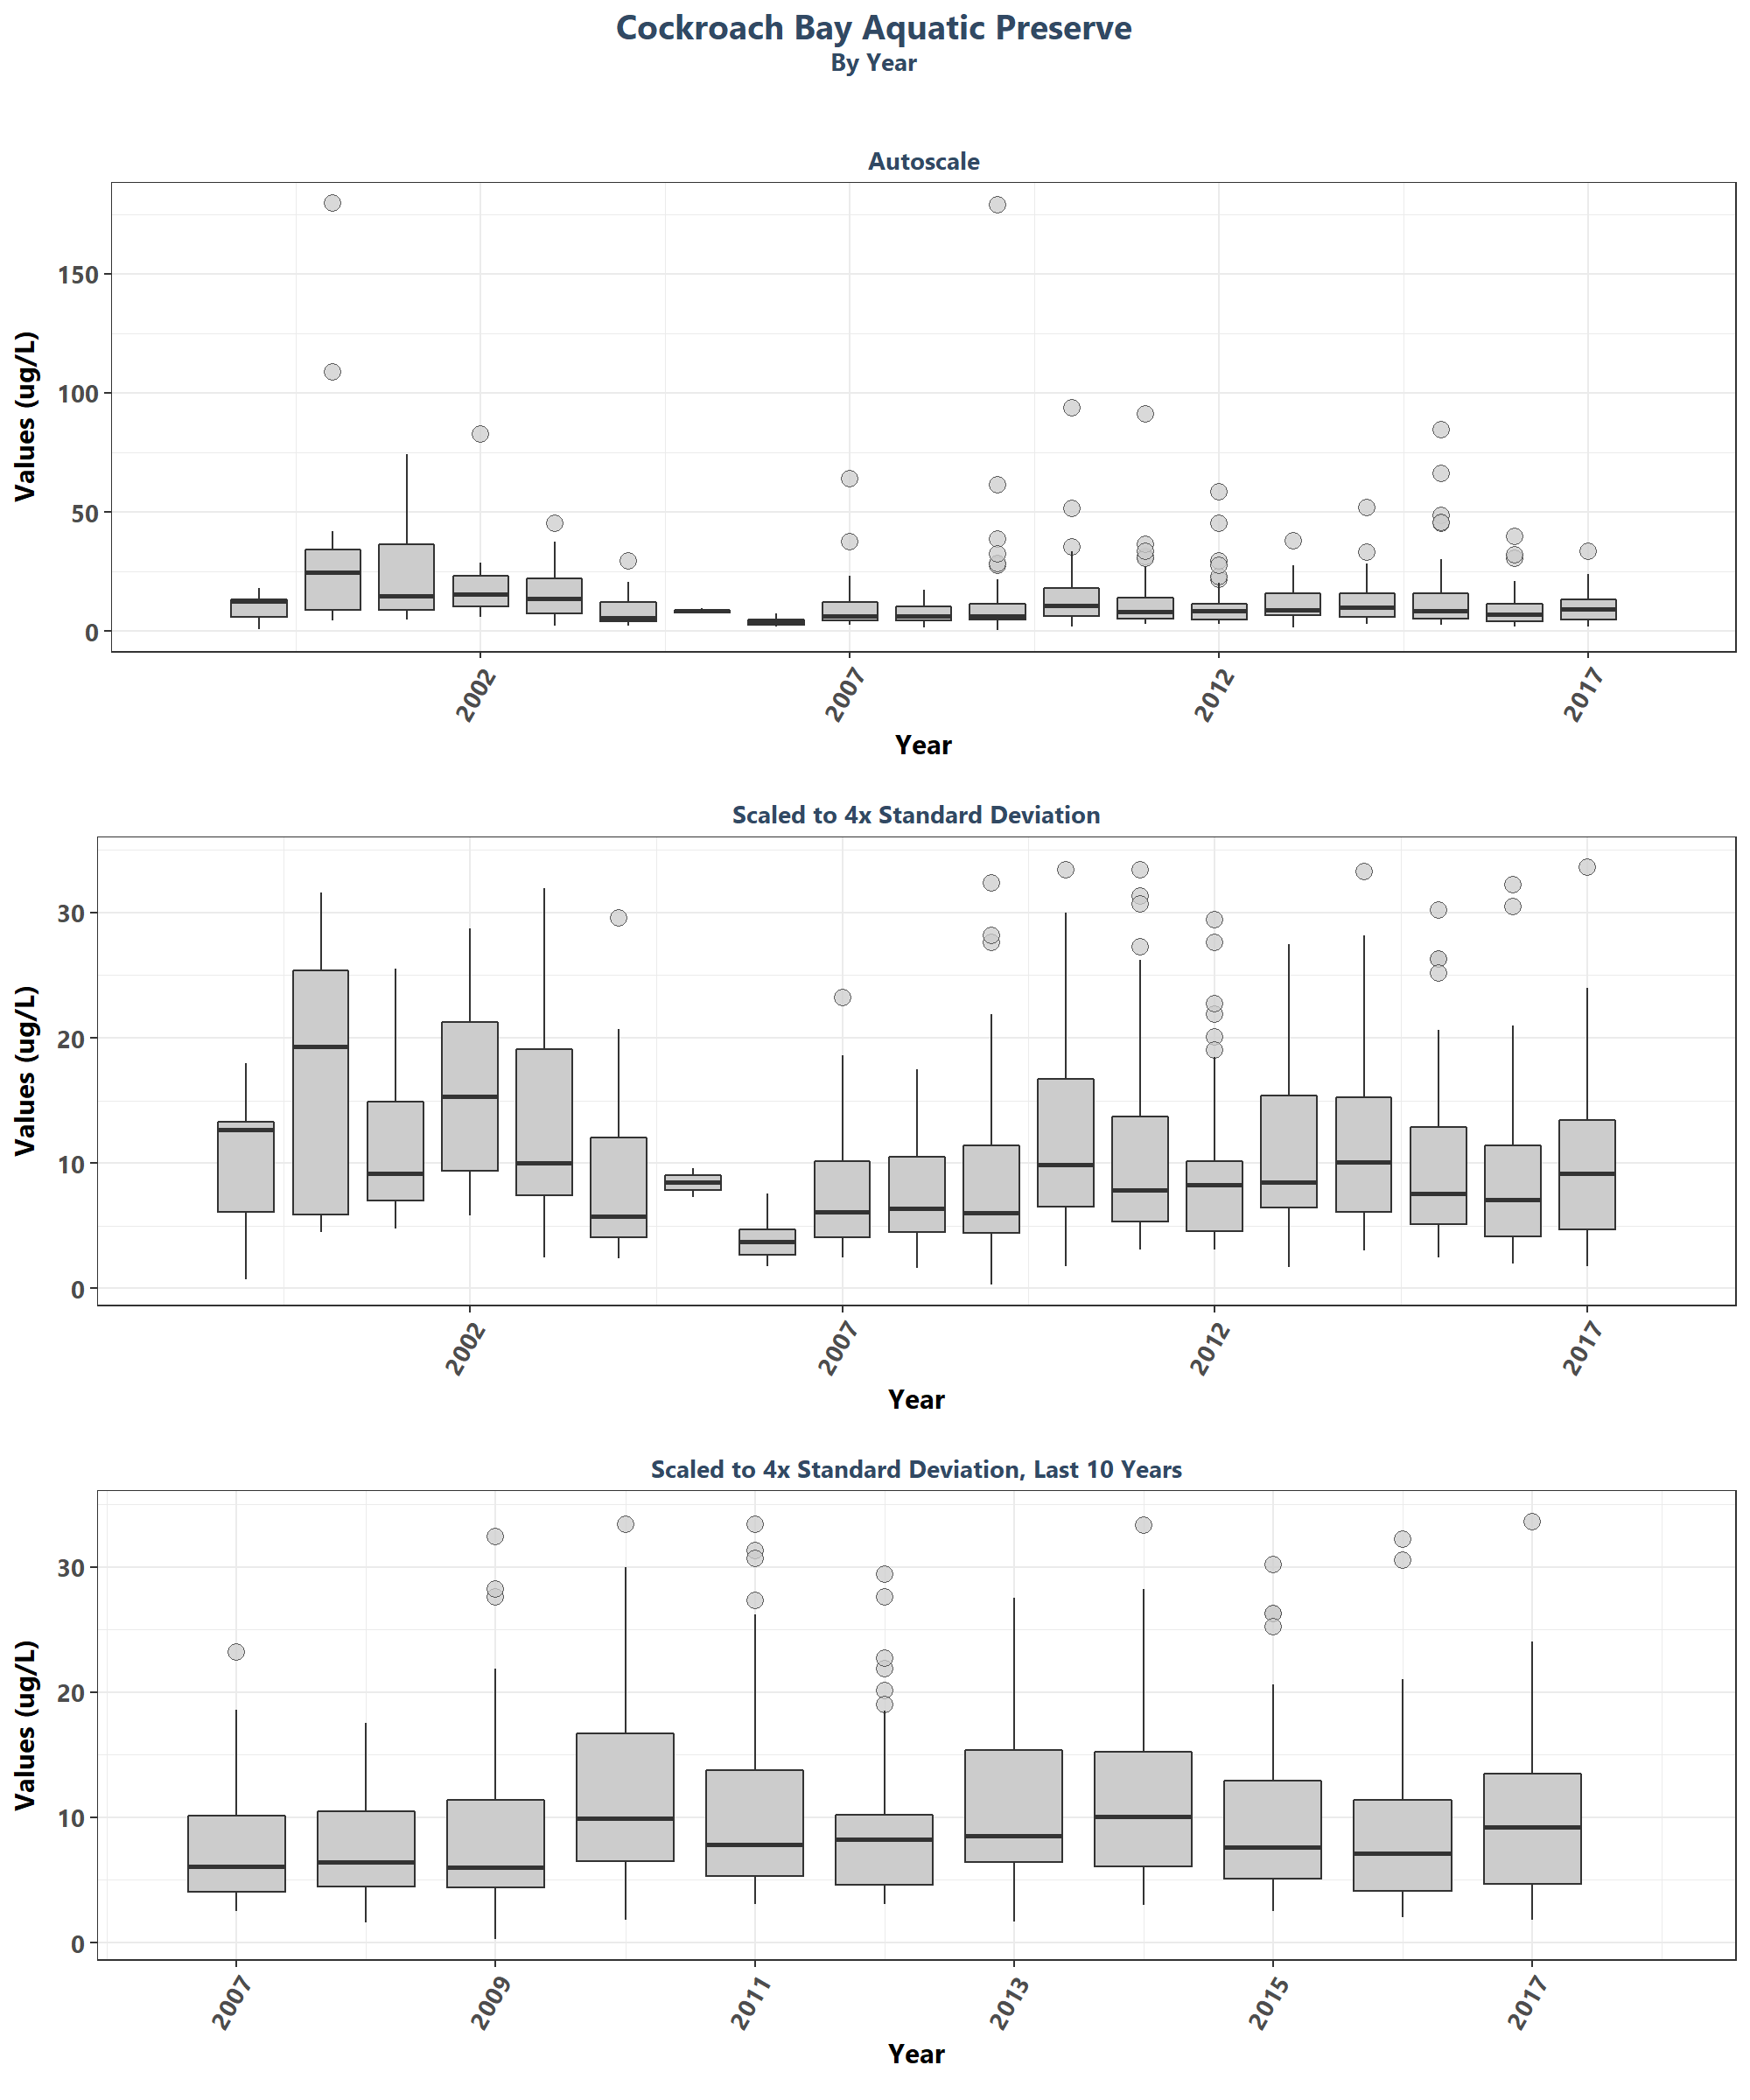 Cockroach Bay Aquatic Preserve
By Year
Autoscale
Values (ug/L)
150
100
50
0
2002
2007
2012
2017
Year
Scaled to 4x Standard Deviation
Values (ug/L)
30
20
10
0
2002
2007
2012
2017
Year
Scaled to 4x Standard Deviation, Last 10 Years
Values (ug/L)
30
20
10
0
2007
2009
2011
2013
2015
2017
Year